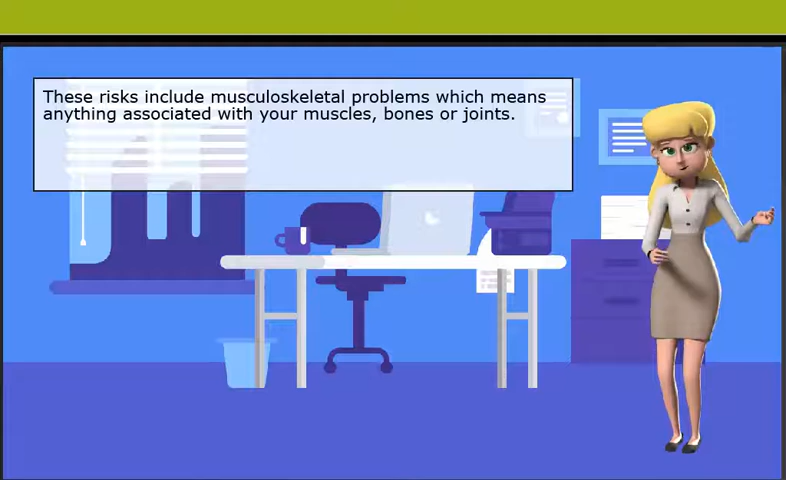 These risks include musculoskeletal problems which means
anything associated with your muscles, bones or joints.